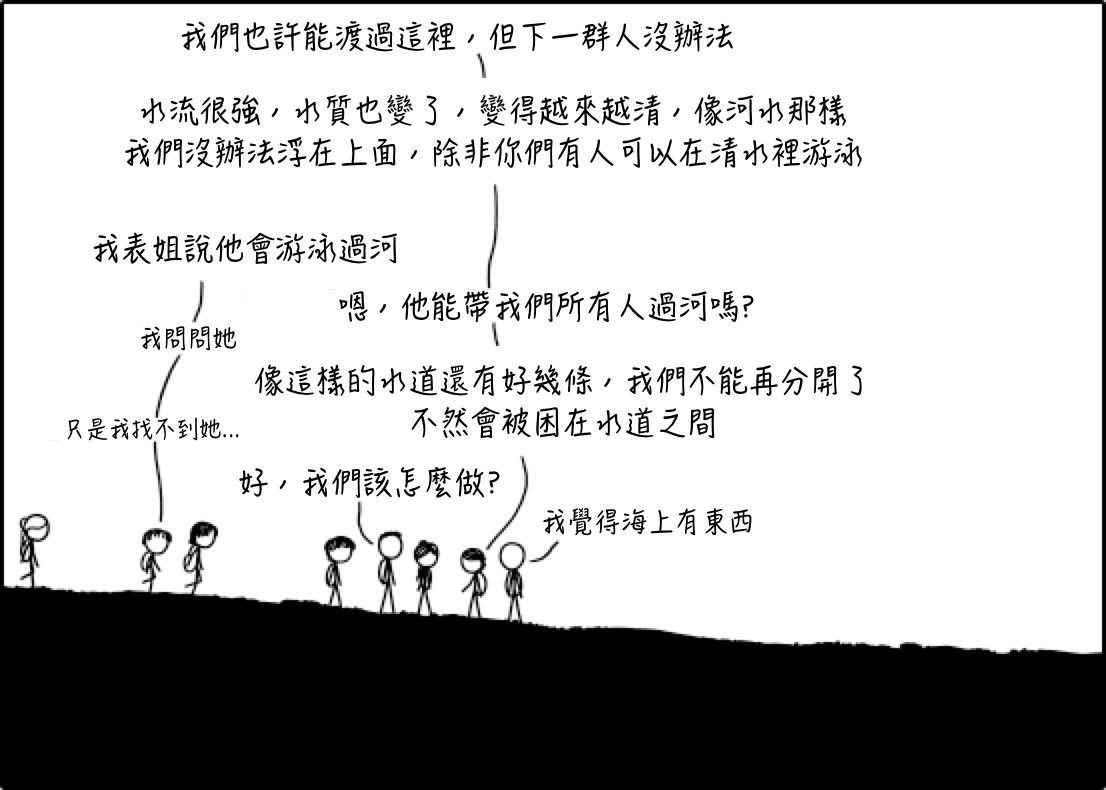 我們也許能渡過這裡，但下一群人沒辦法
水流很強，水質也變了，變得越來越清，像河水那樣
我們沒辦法浮在上面，除非你們有人可以在清水裡游泳
我表姐說他會游泳過河
嗯，他能帶我們所有人過河嗎?
我問問她
像這樣的水道還有好幾條，我們不能再分開了
不然會被困在水道之間
只是我找不到她...
好，我們該怎麼做?
我覺得海上有東西